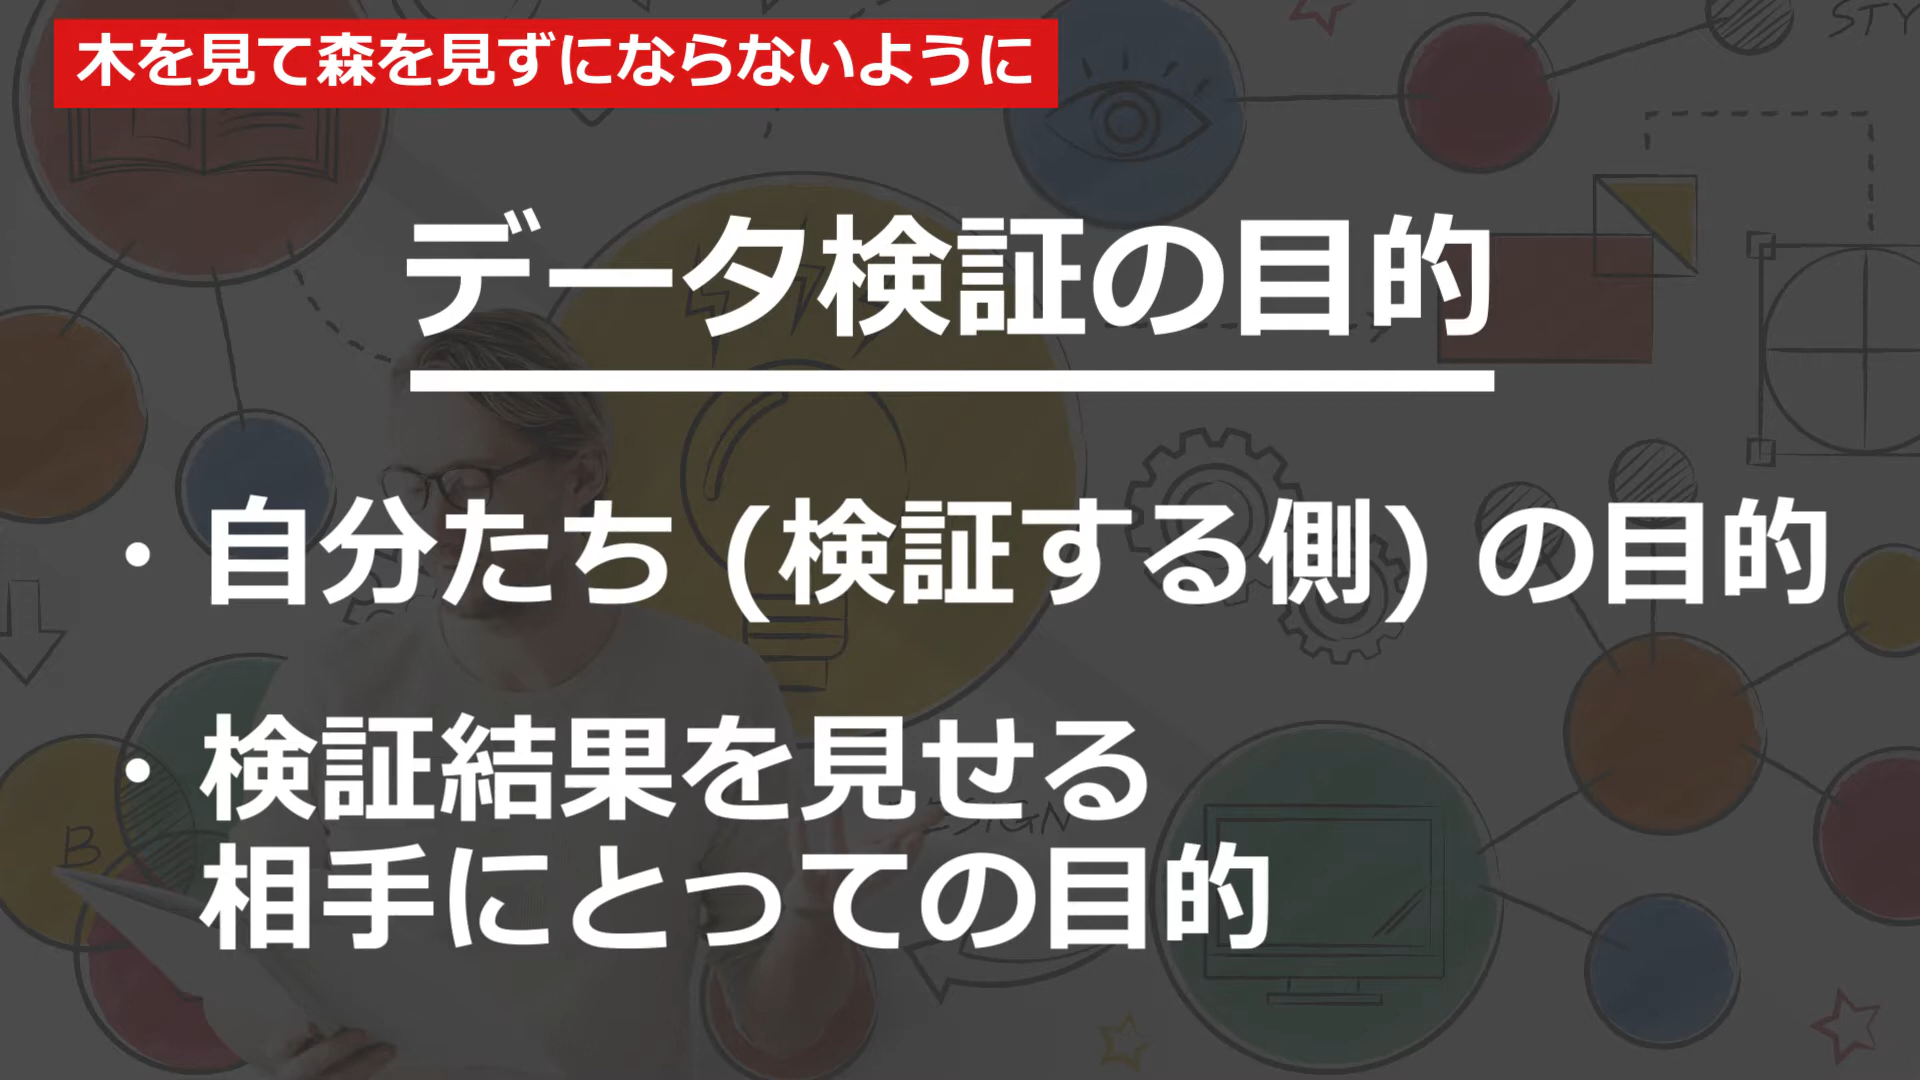 木を見て森を見ずにならないように
STY
データ検証の目的
・自分たち (検証する側) の目的
・検証結果を見せる
相手にとっての目的
B